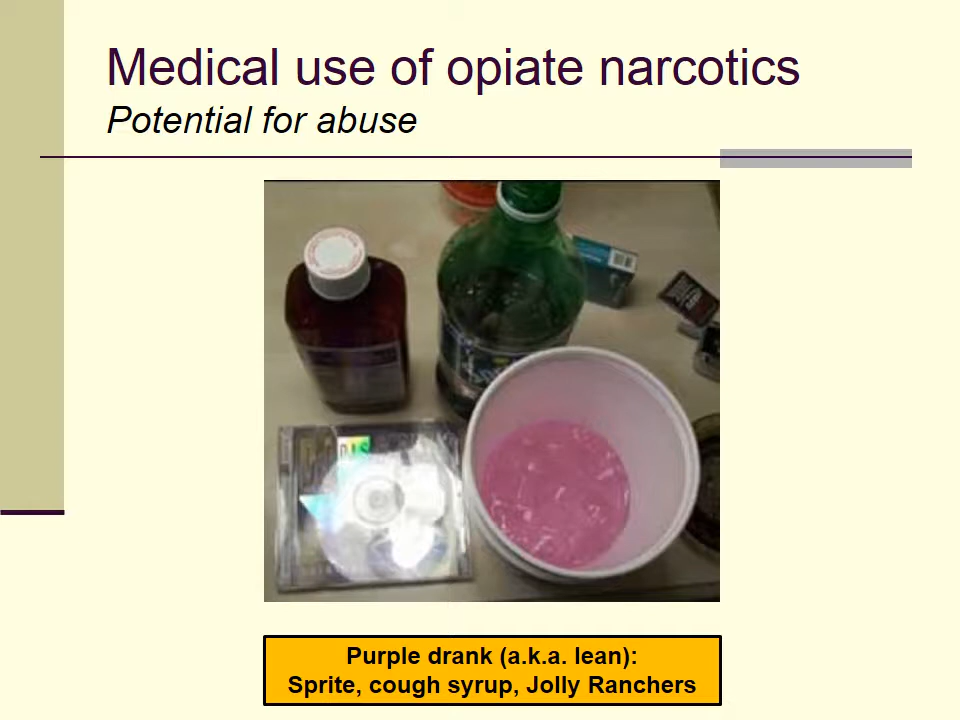 Medical use of opiate narcotics
Potential for abuse
Purple drank (a.k.a. lean):
Sprite, cough syrup, Jolly Ranchers